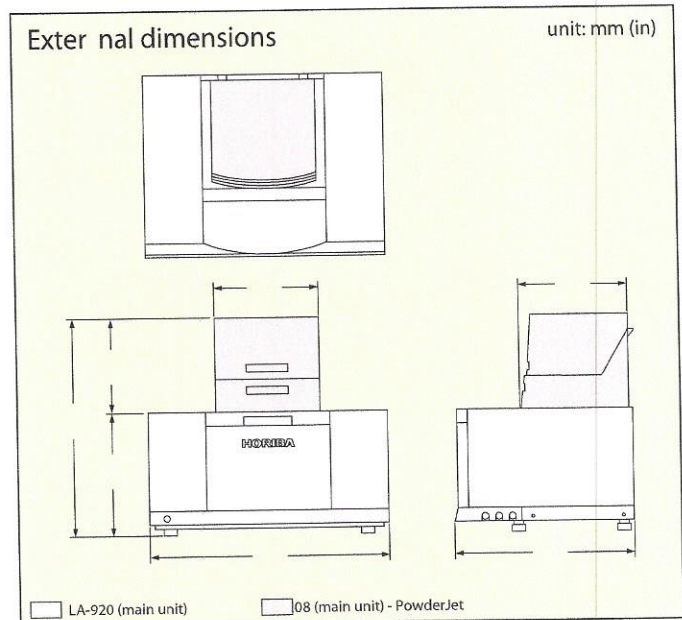 Exter nal dimensions
unit: mm (in)
HORIBA
LA-920 (main unit)
08 (main unit) - PowderJet